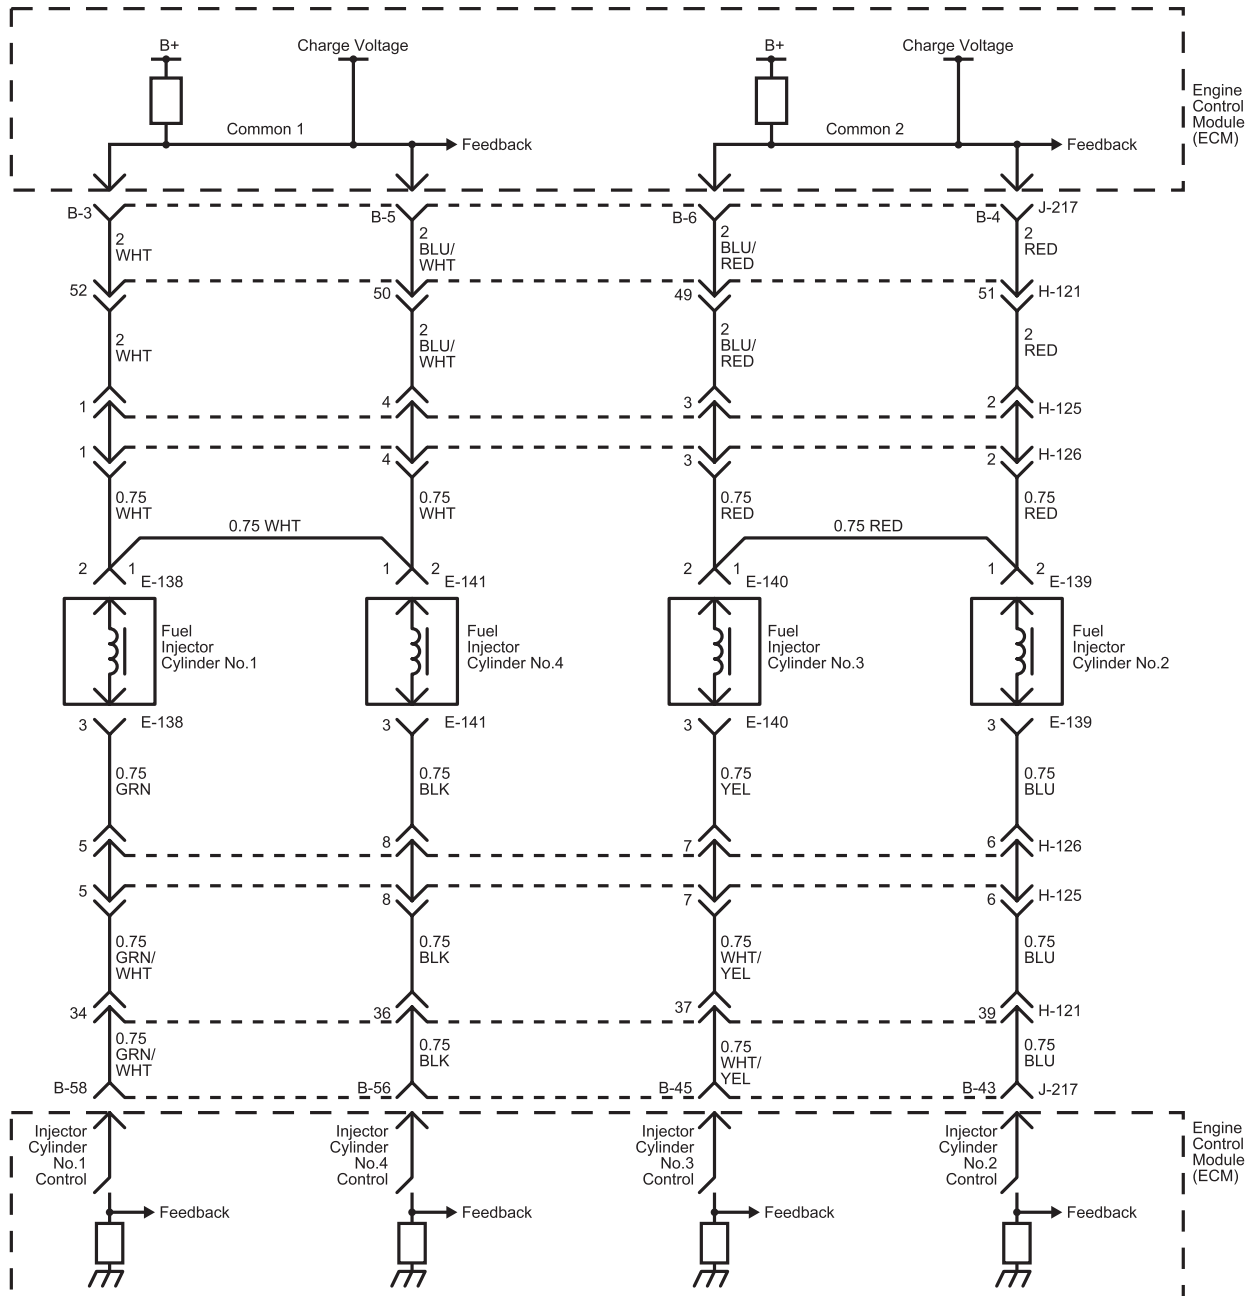 B+
Charge Voltage
B+
Charge Voltage
Engine
Control
Module
(ECM)
Common 1
Feedback
Common 2
Feedback
B-3
B-5
B-6
B-4
J-217
2
WHT
2
BLU/
WHT
2
BLU/
RED
2
RED
52
50
49
51
H-121
2
WHT
2
BLU/
WHT
2
BLU/
RED
2
RED
1
4
3
2
H-125
1
4
3
2
H-126
0.75
WHT
0.75
WHT
0.75
RED
0.75
RED
0.75 WHT
0.75 RED
2
1
E-138
1
2
E-141
2
1
E-140
1
2
E-139
Fuel
Injector
Cylinder No.1
Fuel
Injector
Cylinder No.4
Fuel
Injector
Cylinder No.3
Fuel
Injector
Cylinder No.2
3
E-138
3
E-141
3
E-140
3
E-139
0.75
GRN
0.75
BLK
0.75
YEL
0.75
BLU
5
8
7
6
H-126
5
8
7
6
H-125
0.75
GRN/
WHT
0.75
BLK
0.75
WHT/
YEL
0.75
BLU
34
36
37
39
H-121
0.75
GRN/
WHT
0.75
BLK
0.75
WHT/
YEL
0.75
BLU
B-58
B-56
B-45
B-43
J-217
Injector
Cylinder
No.1
Control
Injector
Cylinder
No.4
Control
Injector
Cylinder
No.3
Control
Injector
Cylinder
No.2
Control
Engine
Control
Module
(ECM)
Feedback
Feedback
Feedback
Feedback